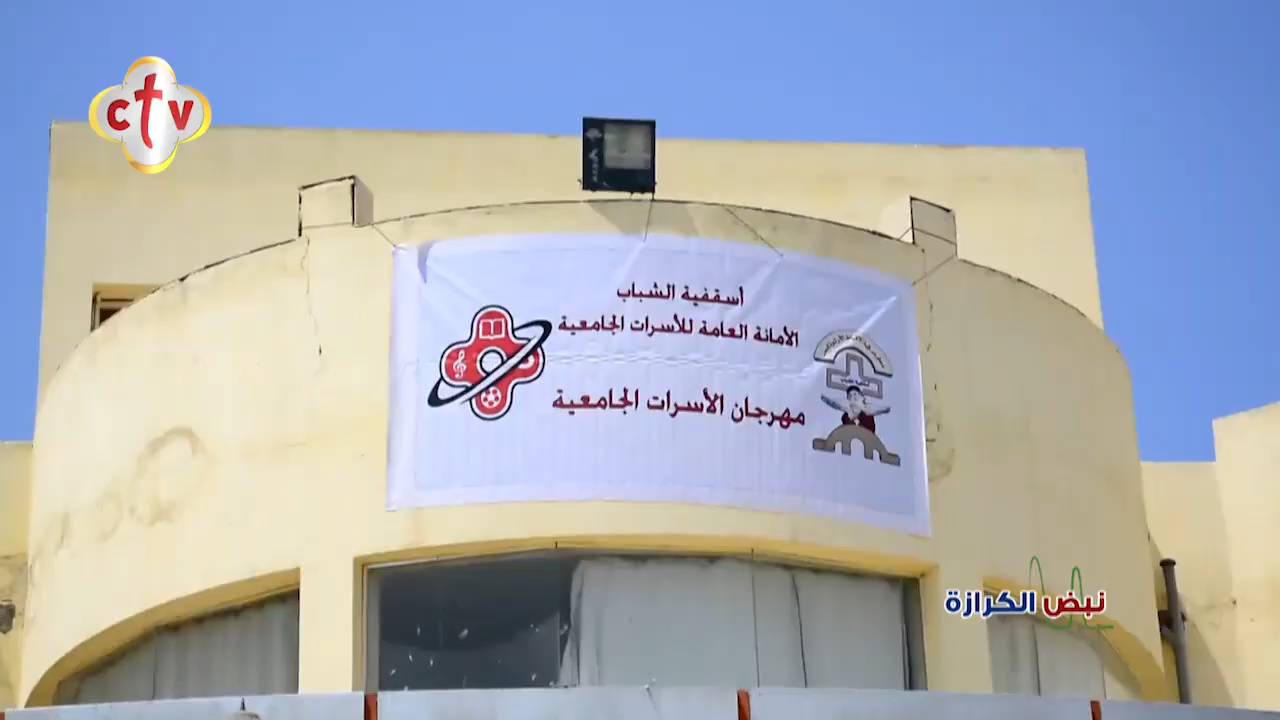 ctv
أسقفية الشباب
الأمانة العامة للأسرات الجامعية
مهرجان الأسرات الجامعية
نبض الكرازة